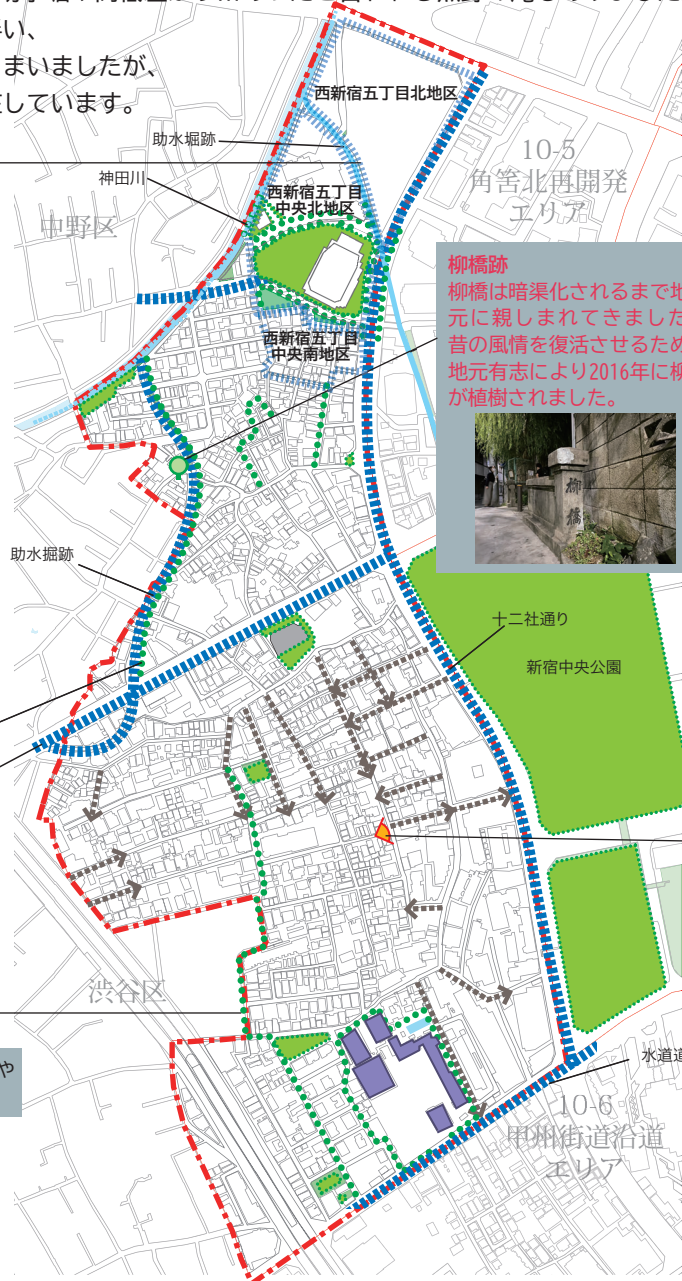 い、
まいましたが、
しています。
西新宿五丁目北地区
助水堀跡
10-5
角筈北再開発
エリア
神田川
西新宿五丁目
中央北地区
中野区
柳橋跡
柳橋は暗渠化されるまで地
元に親しまれてきました
昔の風情を復活させるため
地元有志により2016年に柳
が植樹されました。
西新宿五丁目
中央南地区
柳橋
助水掘跡
十二社通り
新宿中央公園
渋谷区
や
水道道
10-6
甲州街道沿道
エリア